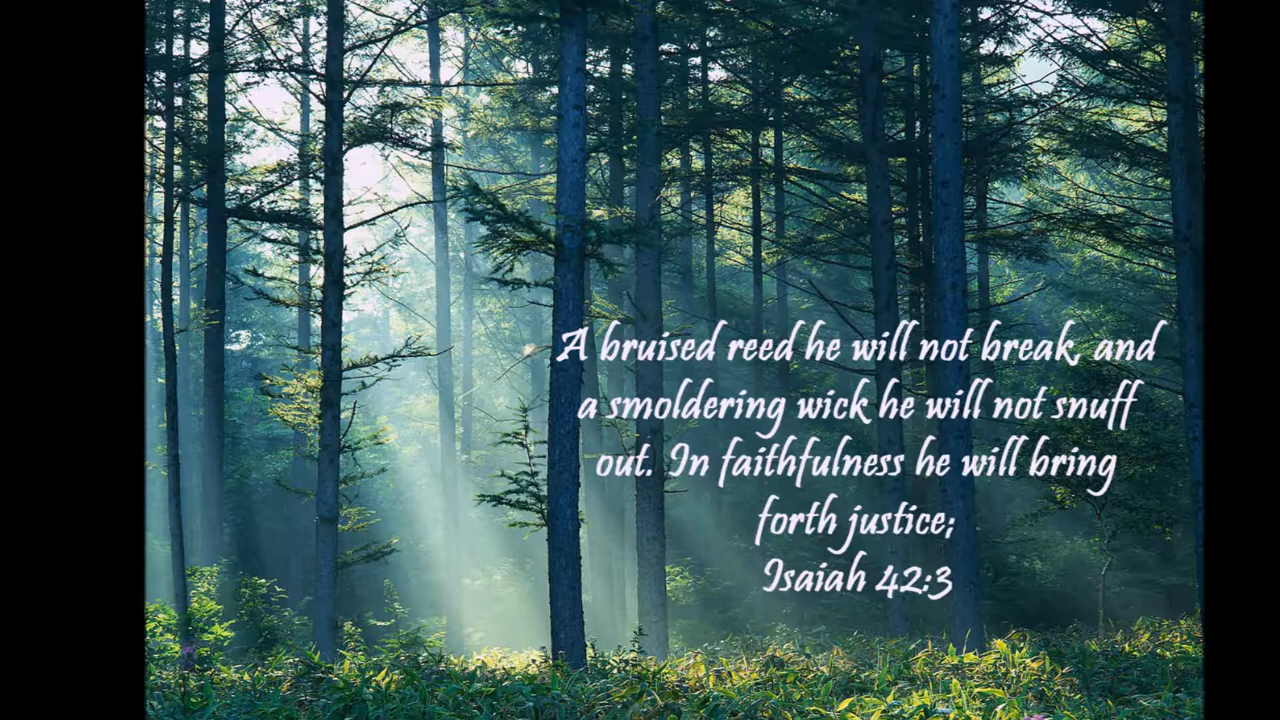 A bruised reed he will not break, and
a smoldering wick he will not snuff
out. In faithfulness he will bring
forth justice;
Isaiah 42:3